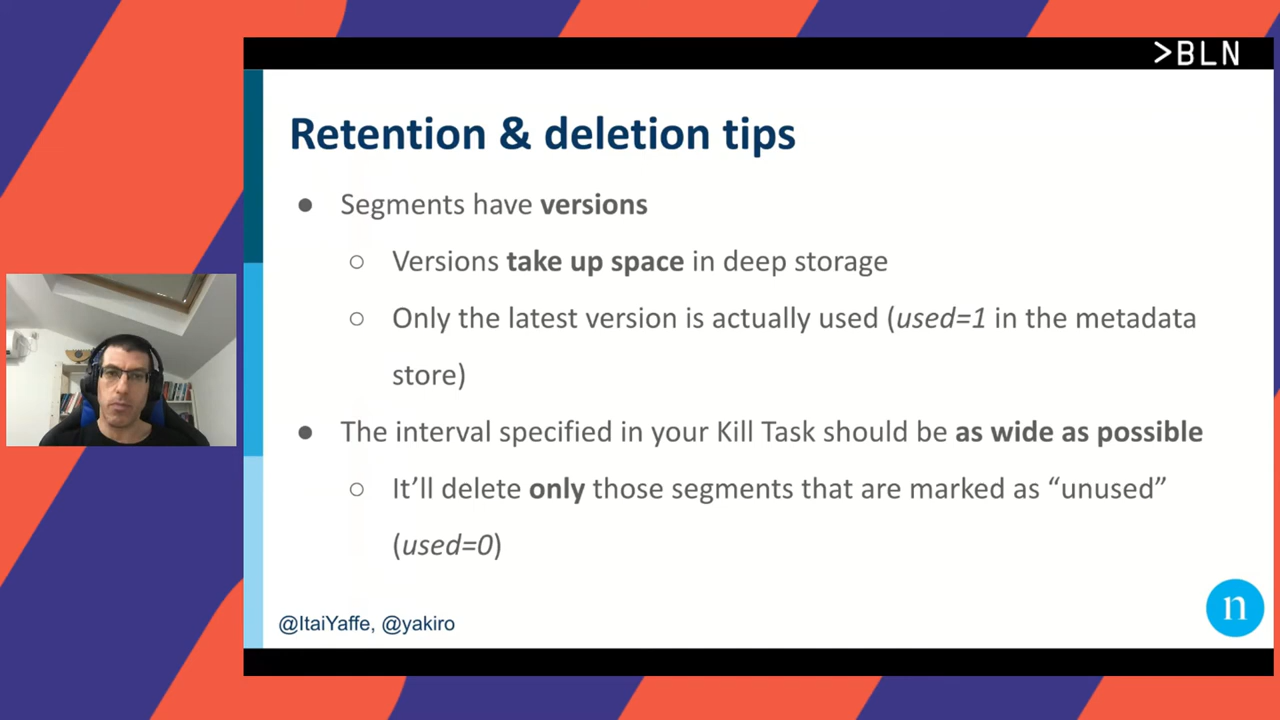 >BLN
Retention & deletion tips
● Segments have versions
○ Versions take up space in deep storage
○ Only the latest version is actually used (used=1 in the metadata
store)
● The interval specified in your Kill Task should be as wide as possible
○ It’ll delete only those segments that are marked as “unused”
(used=0)
@ItaiYaffe, @yakiro
n